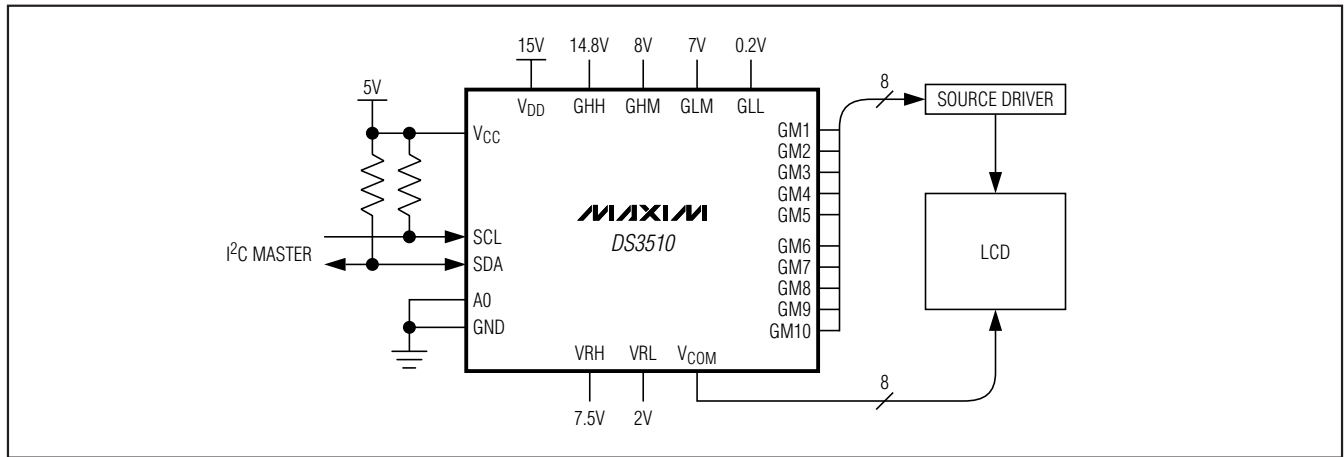 15V 14.8V 8V 7V 0.2V
5V
VDD GHH GHM GLM GLL
VCC
8
SOURCE DRIVER
GM1
GM2
GM3
GM4
GM5
MAXIM
DS3510
SCL
I²C MASTER
SDA
GM6
GM7
GM8
GM9
GM10
LCD
A0
GND
VRH VRL VCOM
8
7.5V 2V